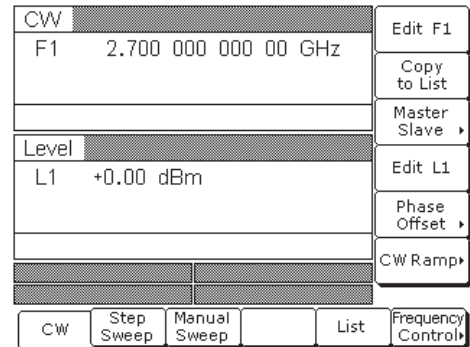 CW
F1 2.700 000 000 00 GHz
Level
L1 +0.00 dBm
Edit F1
Copy
to List
Master
Slave
Edit L1
Phase
Offset
CW Ramp
CW
Step
Sweep
Manual
Sweep
List
Frequency
Control